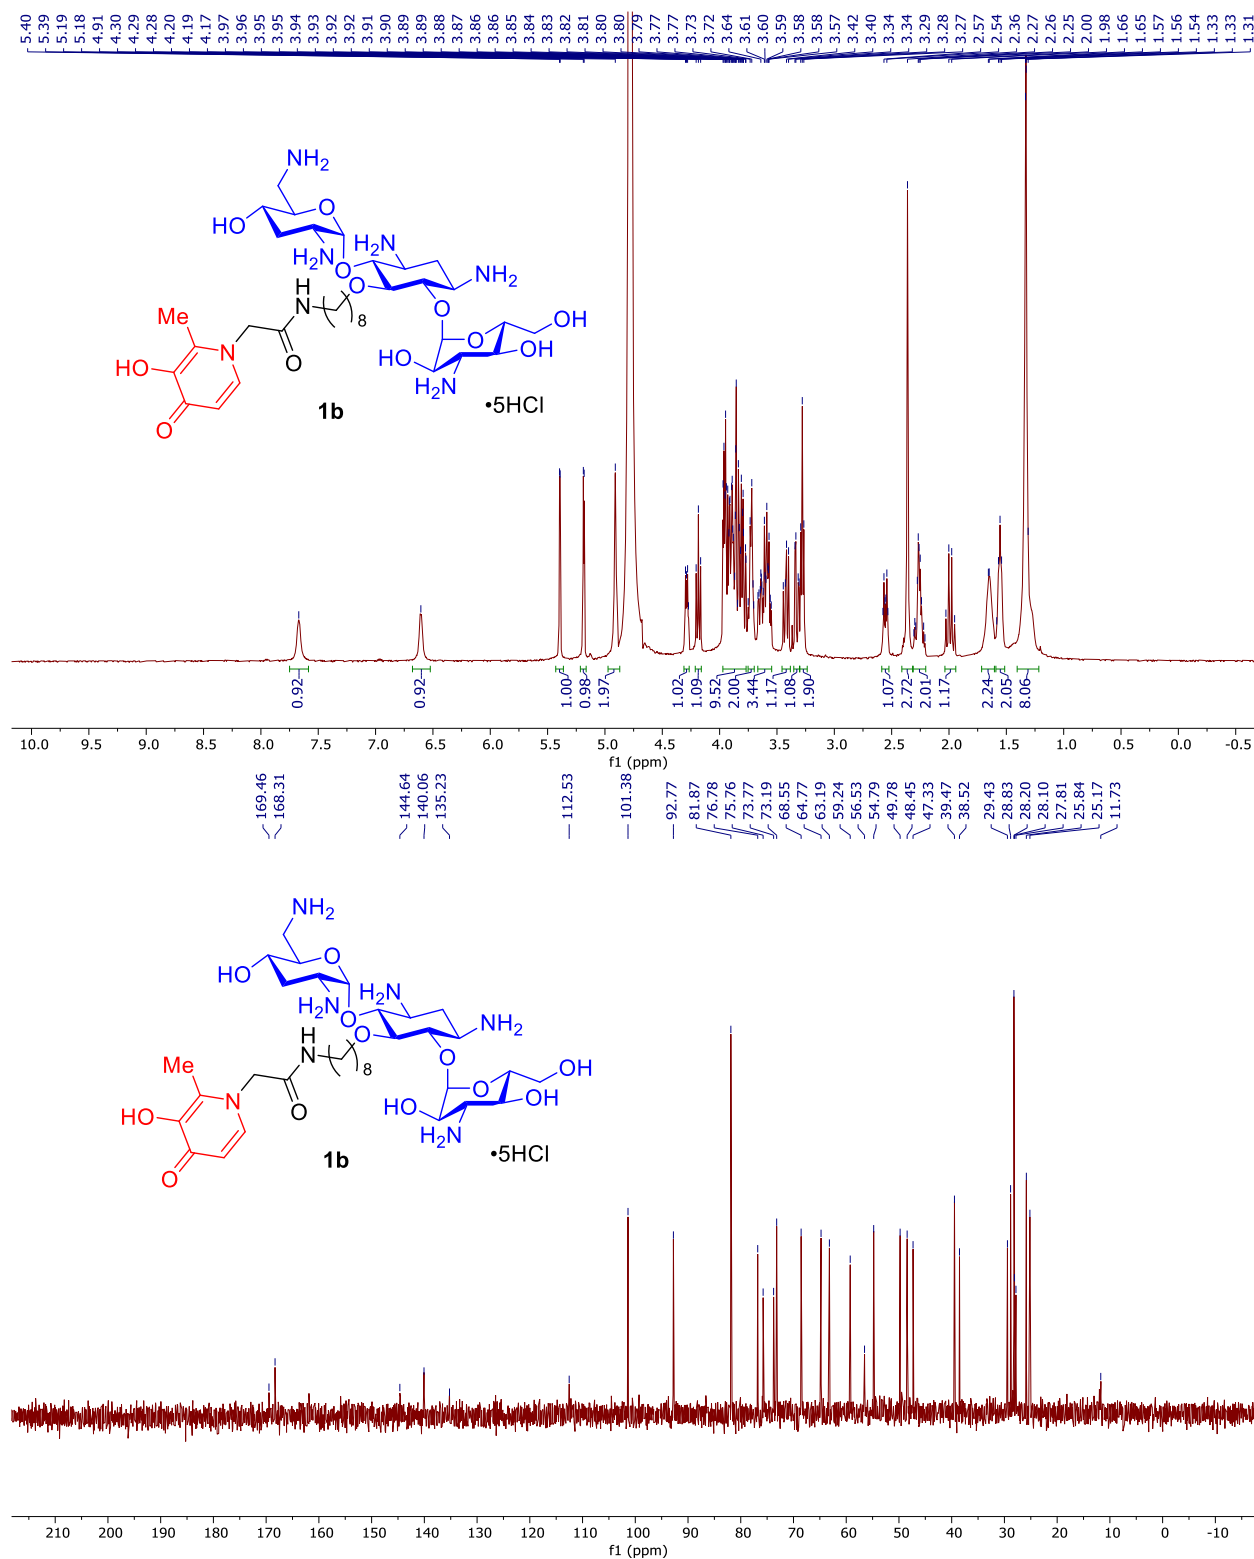 5.40 5.39 5.19 5.18 4.91 4.30 4.29 4.28 4.20 4.19 4.17 3.97 3.96 3.95 3.95 3.94 3.93 3.92 3.92 3.91 3.90 3.89 3.89 3.88 3.87 3.86 3.86 3.85 3.84 3.83 3.82 3.81 3.80 3.80 3.79 3.77 3.77 3.73 3.72 3.64 3.61 3.60 3.59 3.58 3.58 3.57 3.42 3.40 3.34 3.34 3.29 3.28 3.27 2.57 2.54 2.36 2.27 2.26 2.25 2.00 1.98 1.66 1.65 1.57 1.56 1.54 1.33 1.33 1.31
NH2
O
HO
H2N
H2N
O
NH2
H
N
O
8
O
Me
N
O
OH
O
HO
OH
HO
H2N
O
1b
•5HCl
0.92 0.92 1.00 0.98 1.97 1.02 1.09 9.52 2.00 3.44 1.17 1.08 1.90 1.07 2.72 2.01 1.17 2.24 2.05 8.06
10.0 9.5 9.0 8.5 8.0 7.5 7.0 6.5 6.0 5.5 5.0 4.5 4.0 3.5 3.0 2.5 2.0 1.5 1.0 0.5 0.0 -0.5
f1 (ppm)
169.46 168.31 144.64 140.06 135.23 112.53 101.38 92.77 81.87 76.78 75.76 73.77 73.19 68.55 64.77 63.19 59.24 56.53 54.79 49.78 48.45 47.33 39.47 38.52 29.43 28.83 28.20 28.10 27.81 25.84 25.17 11.73
NH2
O
HO
H2N
H2N
O
NH2
H
N
O
8
O
Me
N
O
OH
O
HO
OH
HO
H2N
O
1b
•5HCl
210 200 190 180 170 160 150 140 130 120 110 100 90 80 70 60 50 40 30 20 10 0 -10
f1 (ppm)